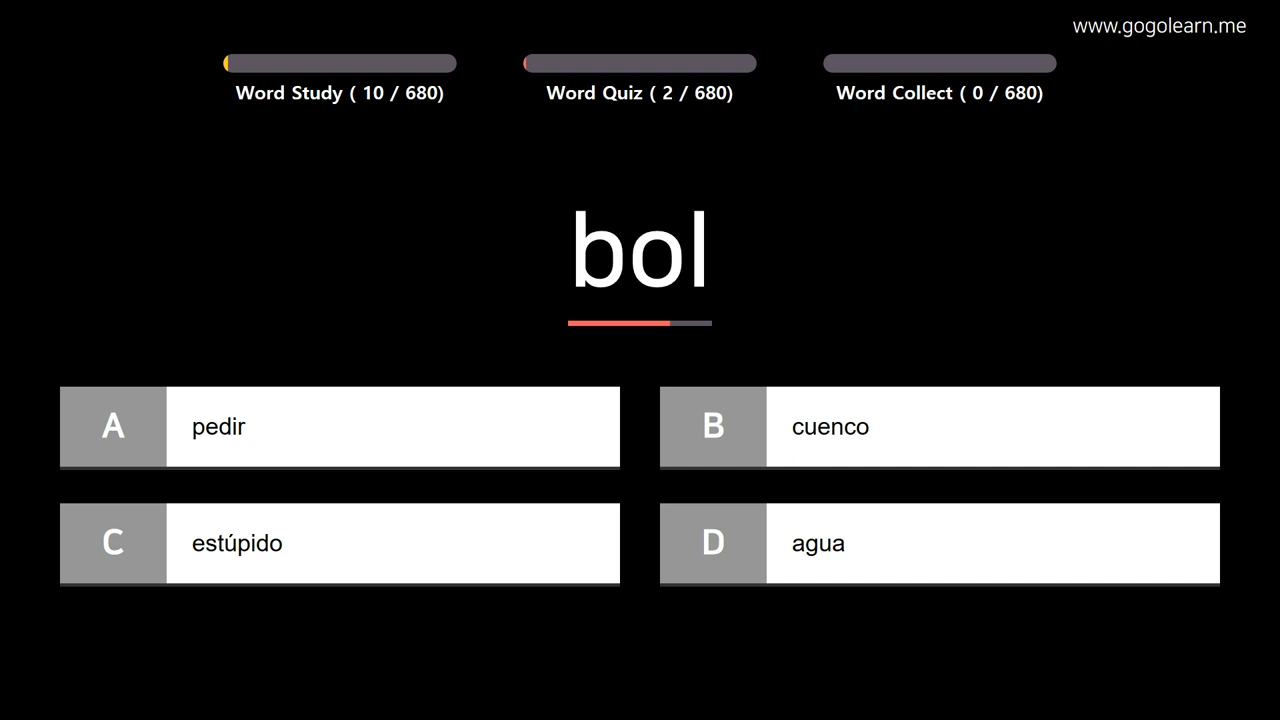 www.gogolearn.me
Word Study ( 10 / 680)
Word Quiz ( 2 / 680)
Word Collect ( 0 / 680)
bol
A
pedir
B
cuenco
C
estúpido
D
agua